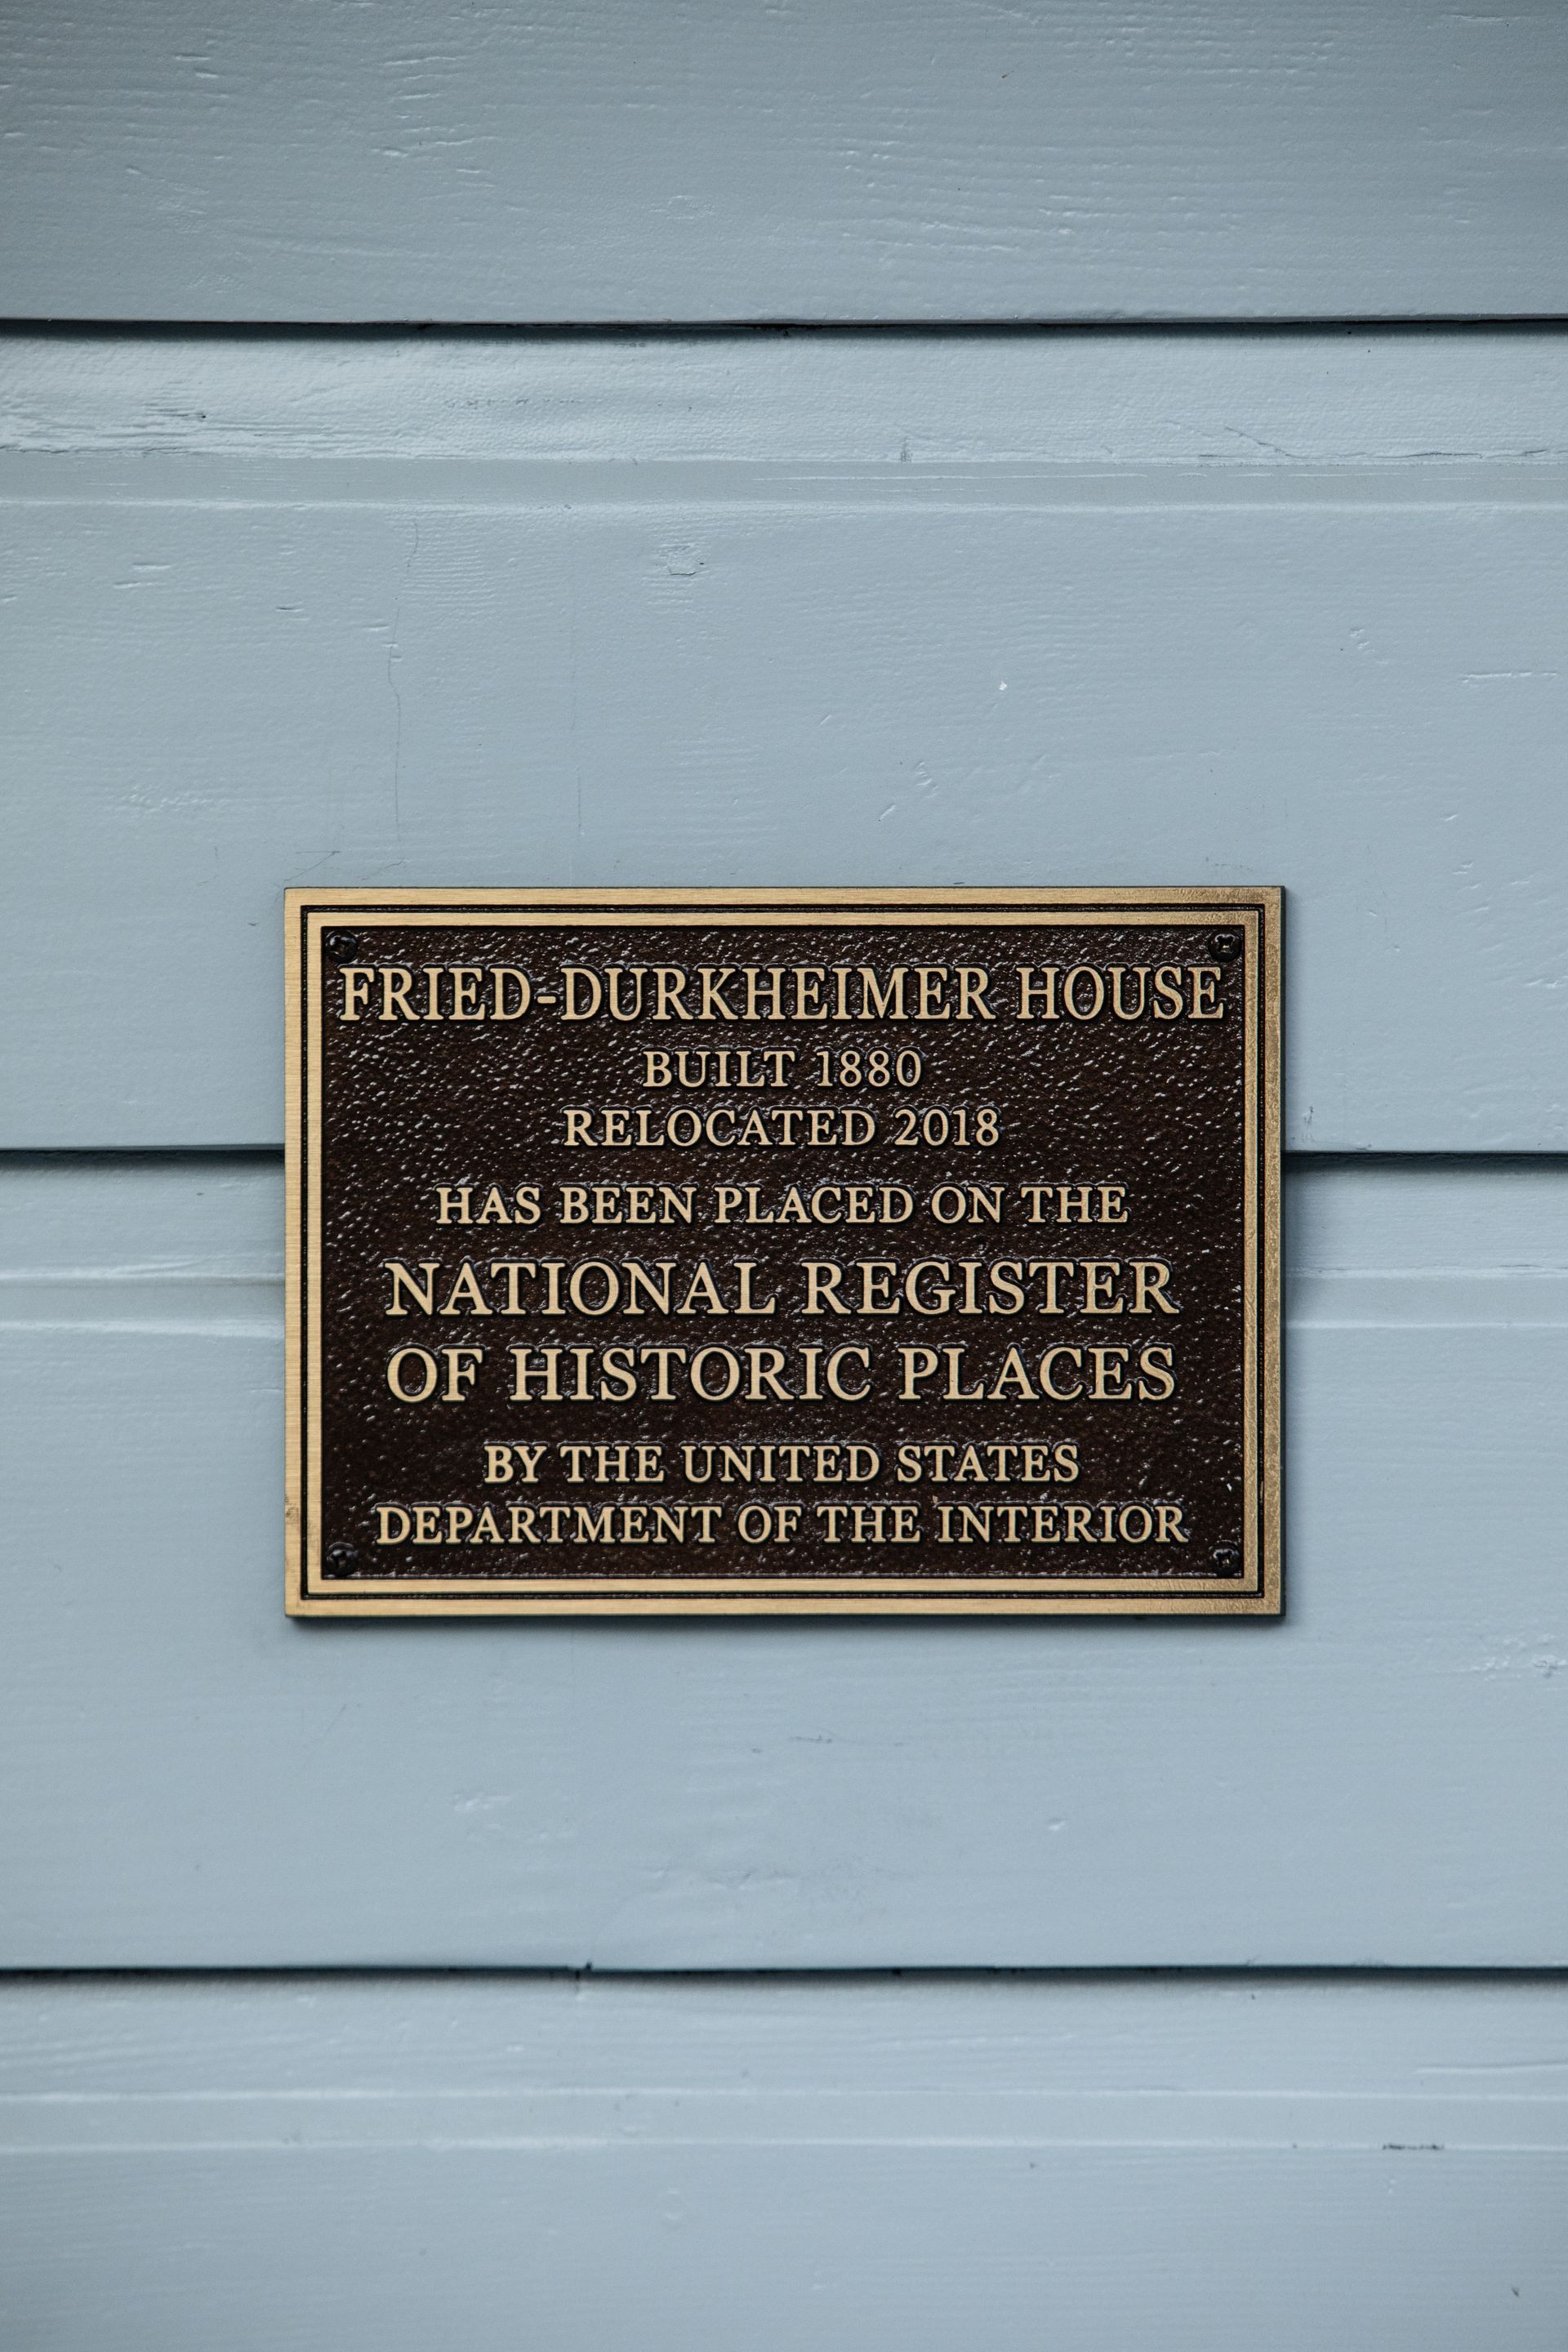 FRIED-DURKHEIMER HOUSE
BUILT 1880
RELOCATED 2018
HAS BEEN PLACED ON THE
NATIONAL REGISTER
OF HISTORIC PLACES
BY THE UNITED STATES
DEPARTMENT OF THE INTERIOR